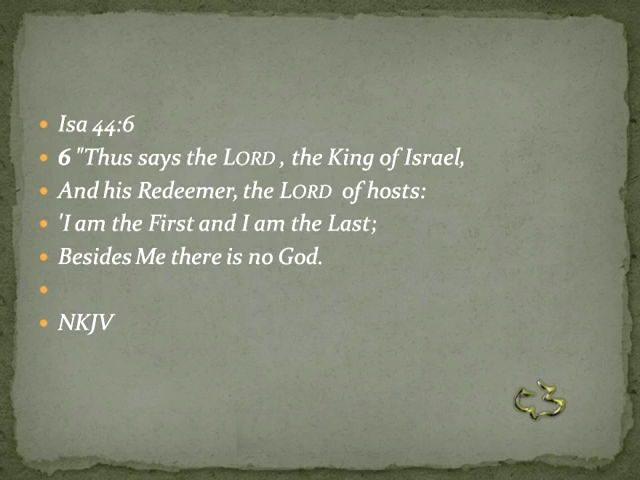 • Isa 44:6
• 6 "Thus says the LORD , the King of Israel,
• And his Redeemer, the LORD of hosts:
• 'I am the First and I am the Last;
• Besides Me there is no God.
•
• NKJV